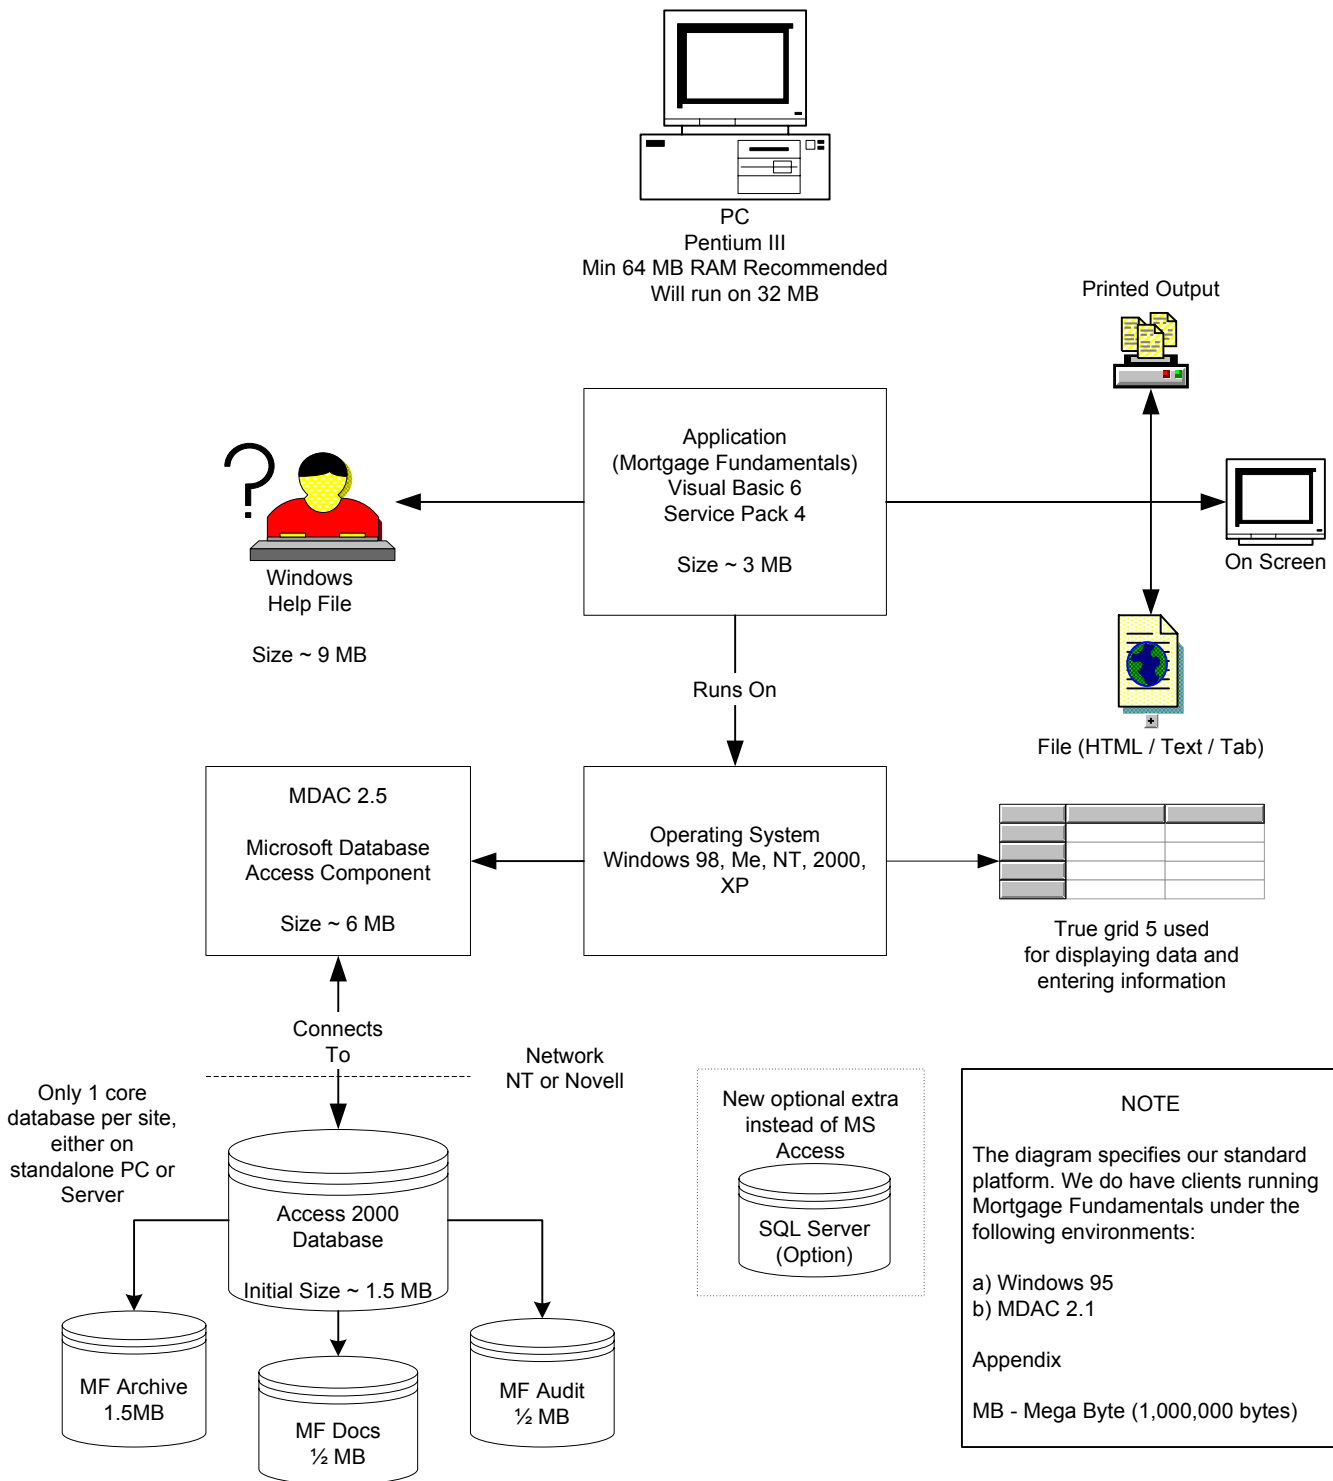 PC
Pentium III
Min 64 MB RAM Recommended
Will run on 32 MB
Printed Output
Application
(Mortgage Fundamentals)
Visual Basic 6
Service Pack 4
Size ~ 3 MB
?
Windows
Help File
Size ~ 9 MB
On Screen
File (HTML / Text / Tab)
Runs On
MDAC 2.5
Microsoft Database
Access Component
Size ~ 6 MB
Operating System
Windows 98, Me, NT, 2000,
XP
True grid 5 used
for displaying data and
entering information
Connects
To
Network
NT or Novell
Only 1 core
database per site,
either on
standalone PC or
Server
Access 2000
Database
Initial Size ~ 1.5 MB
MF Archive
1.5MB
MF Docs
½ MB
MF Audit
½ MB
New optional extra
instead of MS
Access
SQL Server
(Option)
NOTE
The diagram specifies our standard
platform. We do have clients running
Mortgage Fundamentals under the
following environments:
a) Windows 95
b) MDAC 2.1
Appendix
MB - Mega Byte (1,000,000 bytes)